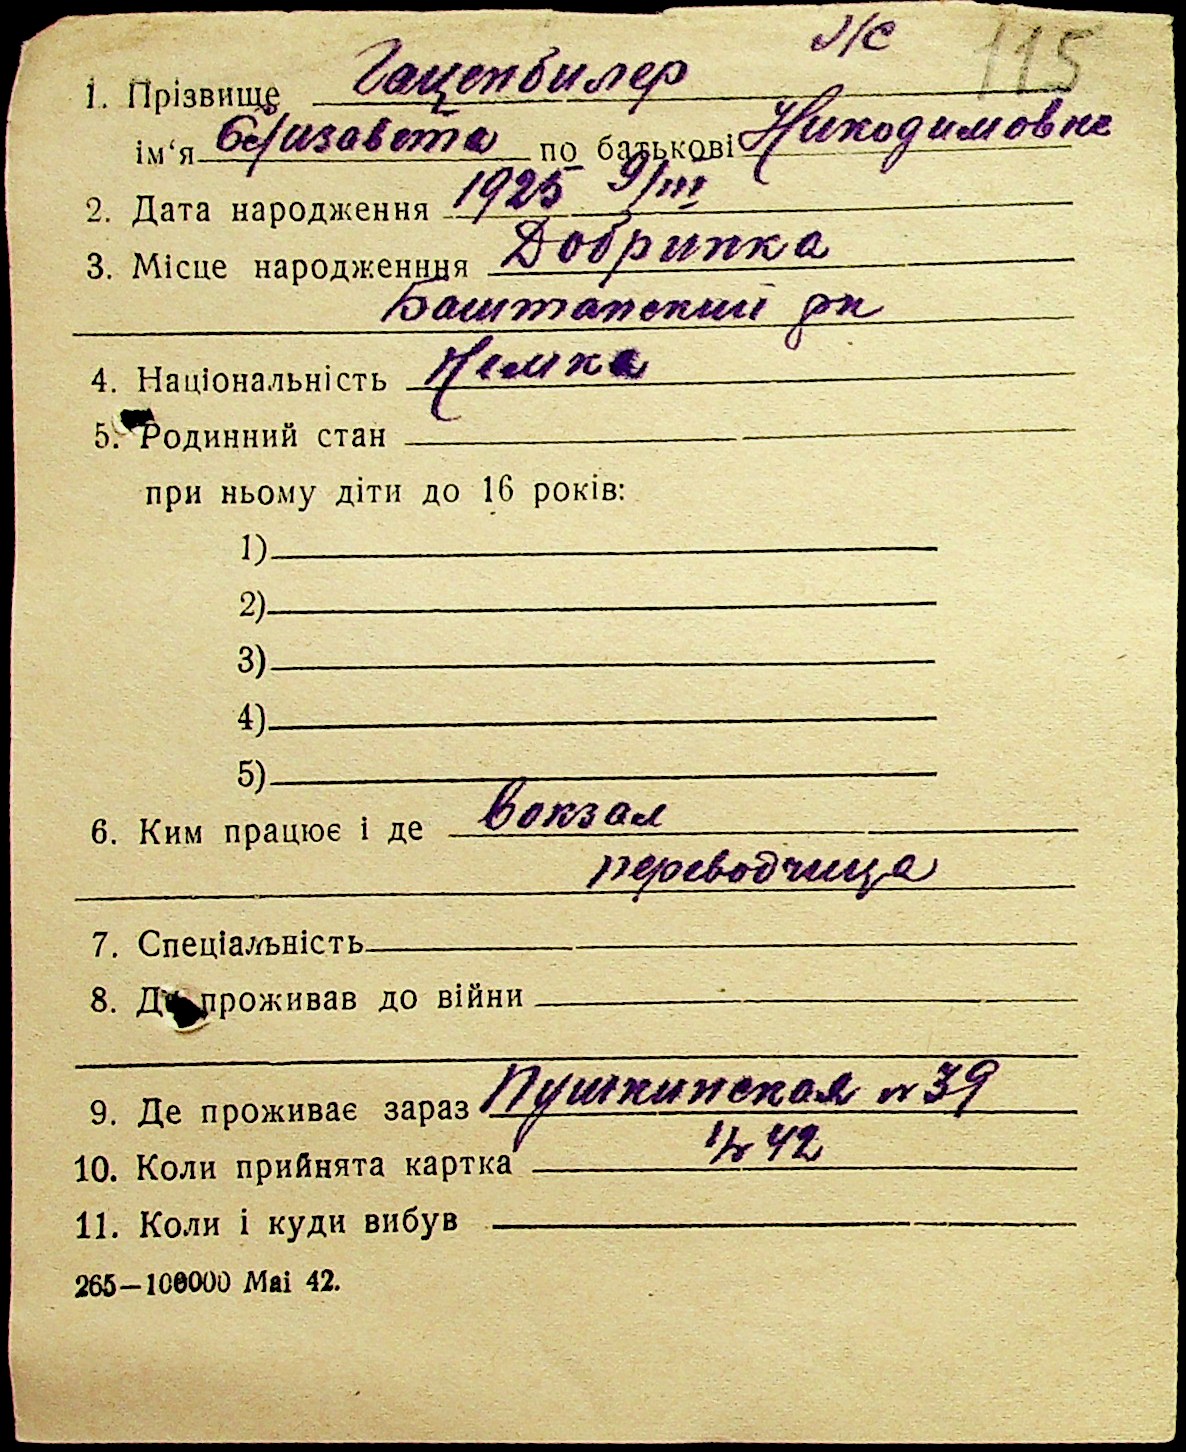 Ж 115
1. Прізвище Гаценбилер
ім‘я Елизавета по батькові Никодимовна
2. Дата народження 1925 9/III
3. Місце народженння Добринка
Баштанский рн
4. Національність Немка
5. Родинний стан
при ньому діти до 16 років:
1)
2)
3)
4)
5)
6. Ким працює і де Вокзал
переводчица
7. Спеціальність
8. Де проживав до війни
9. Де проживає зараз Пушкинская № 39
10. Коли прийнята картка 42
11. Коли і куди вибув
265—100000 Mai 42.